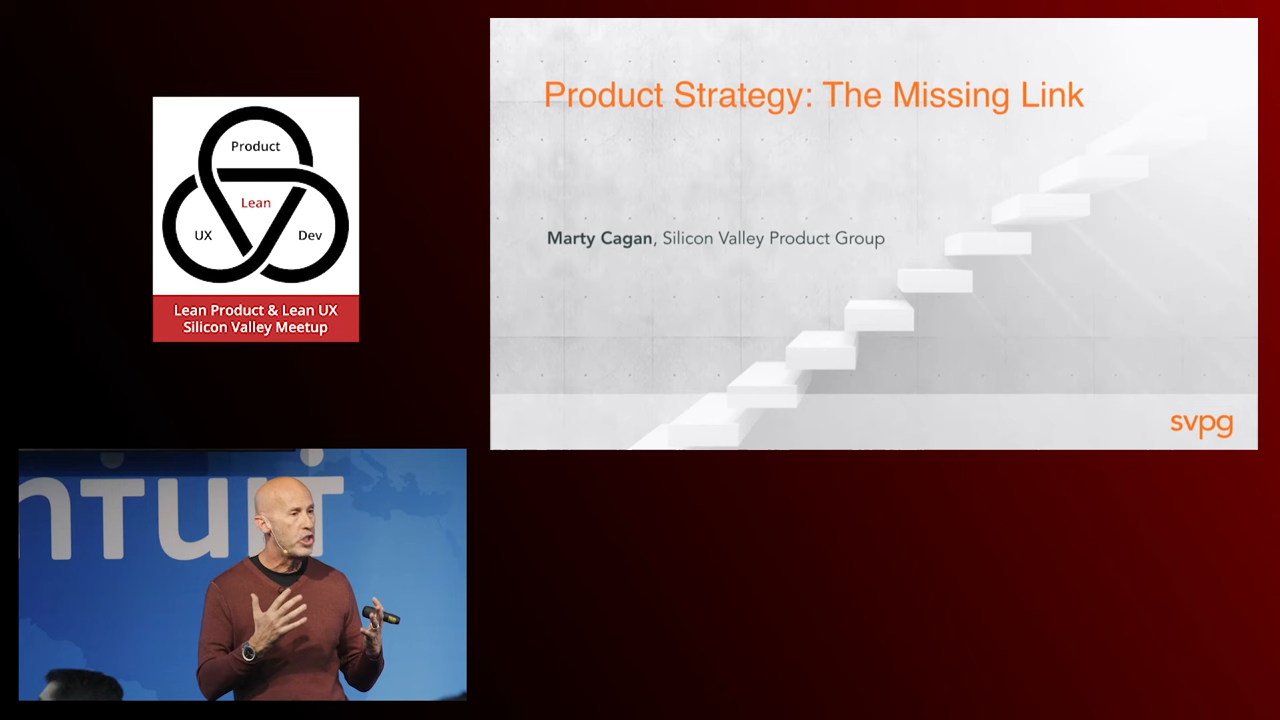 Product Strategy: The Missing Link
Marty Cagan, Silicon Valley Product Group
svpg
Product
Lean
UX
Dev
Lean Product & Lean UX
Silicon Valley Meetup
ntuit